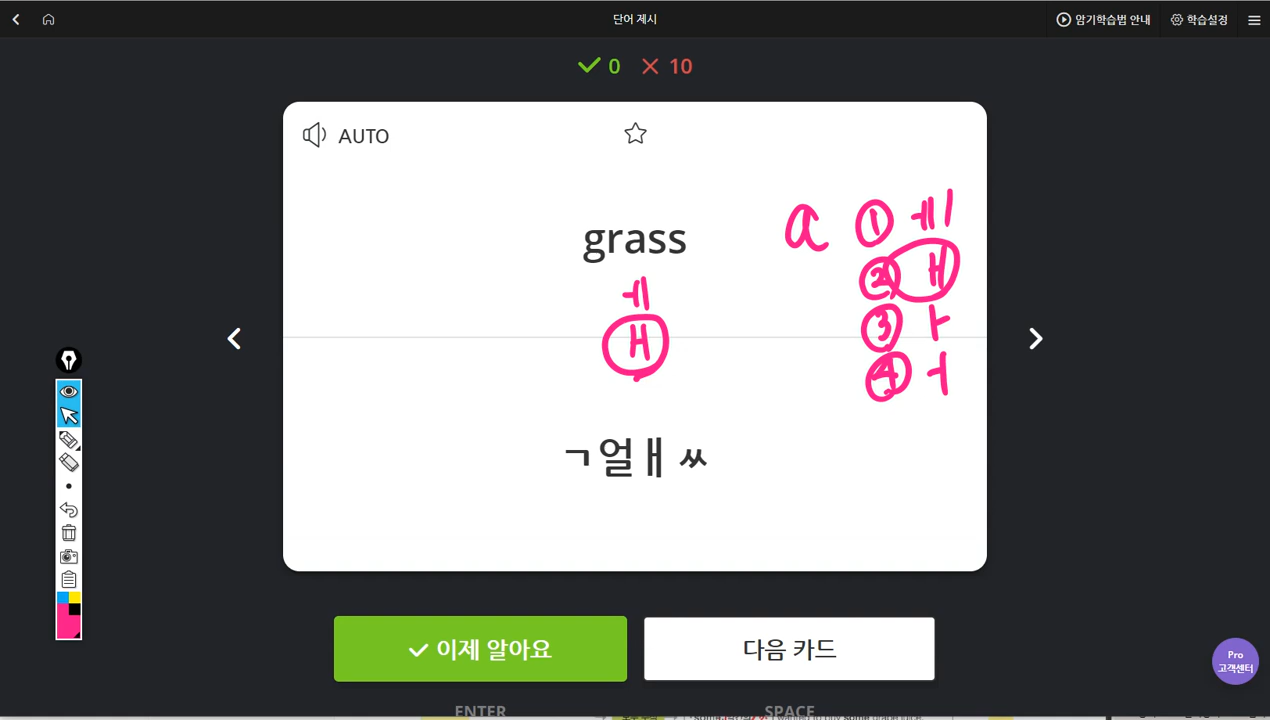 단어 제시
암기학습법 안내
학습설정
0
10
AUTO
grass
ㅔ
ㅐ
a ① ㅔㅣ
② ㅐ
③ ㅏ
④ ㅓ
ㄱ얼ㅐㅆ
이제 알아요
다음 카드
Pro
고객센터
ENTER
SPACE